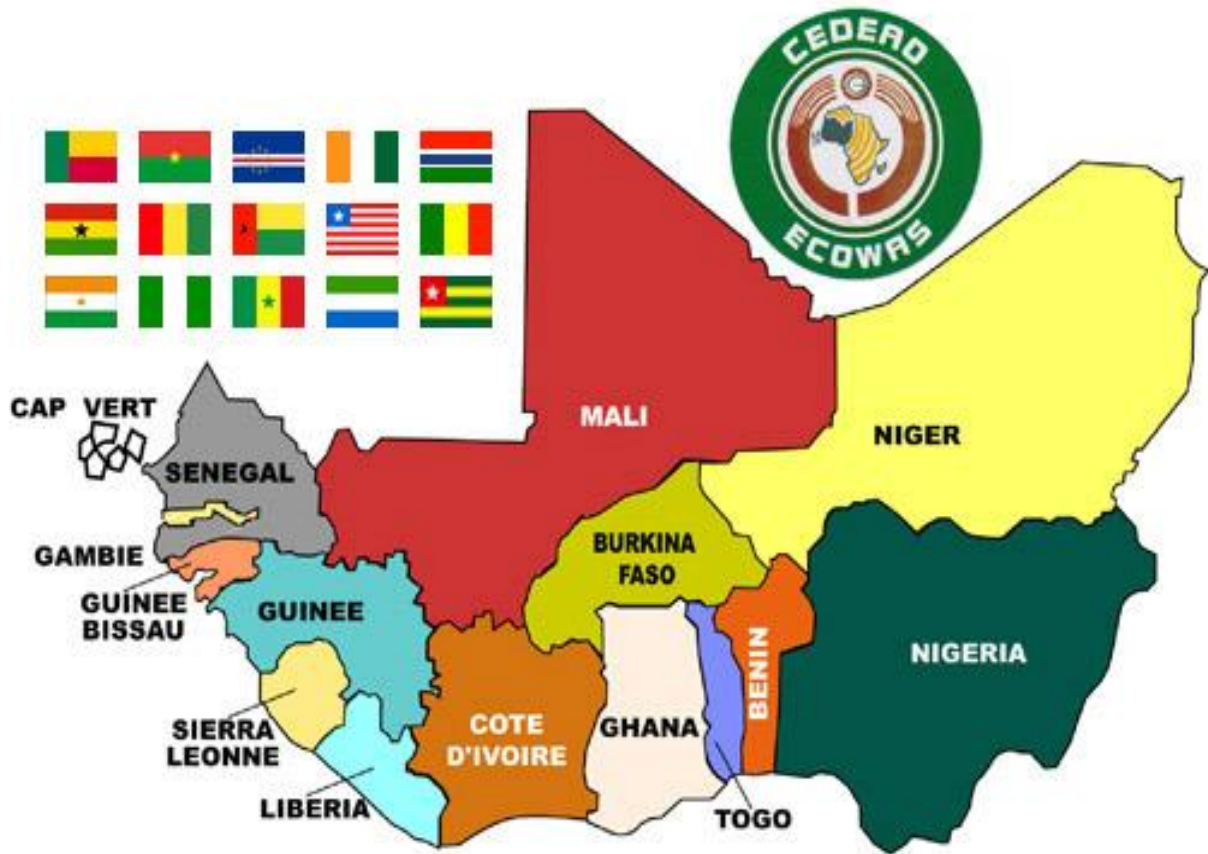 CEDEAO
ECOWAS
CAP VERT
MALI
NIGER
SENEGAL
GAMBIE
BURKINA
FASO
GUINEE
BISSAU
GUINEE
NIGERIA
BENIN
SIERRA
LEONNE
COTE
D'IVOIRE
GHANA
LIBERIA
TOGO